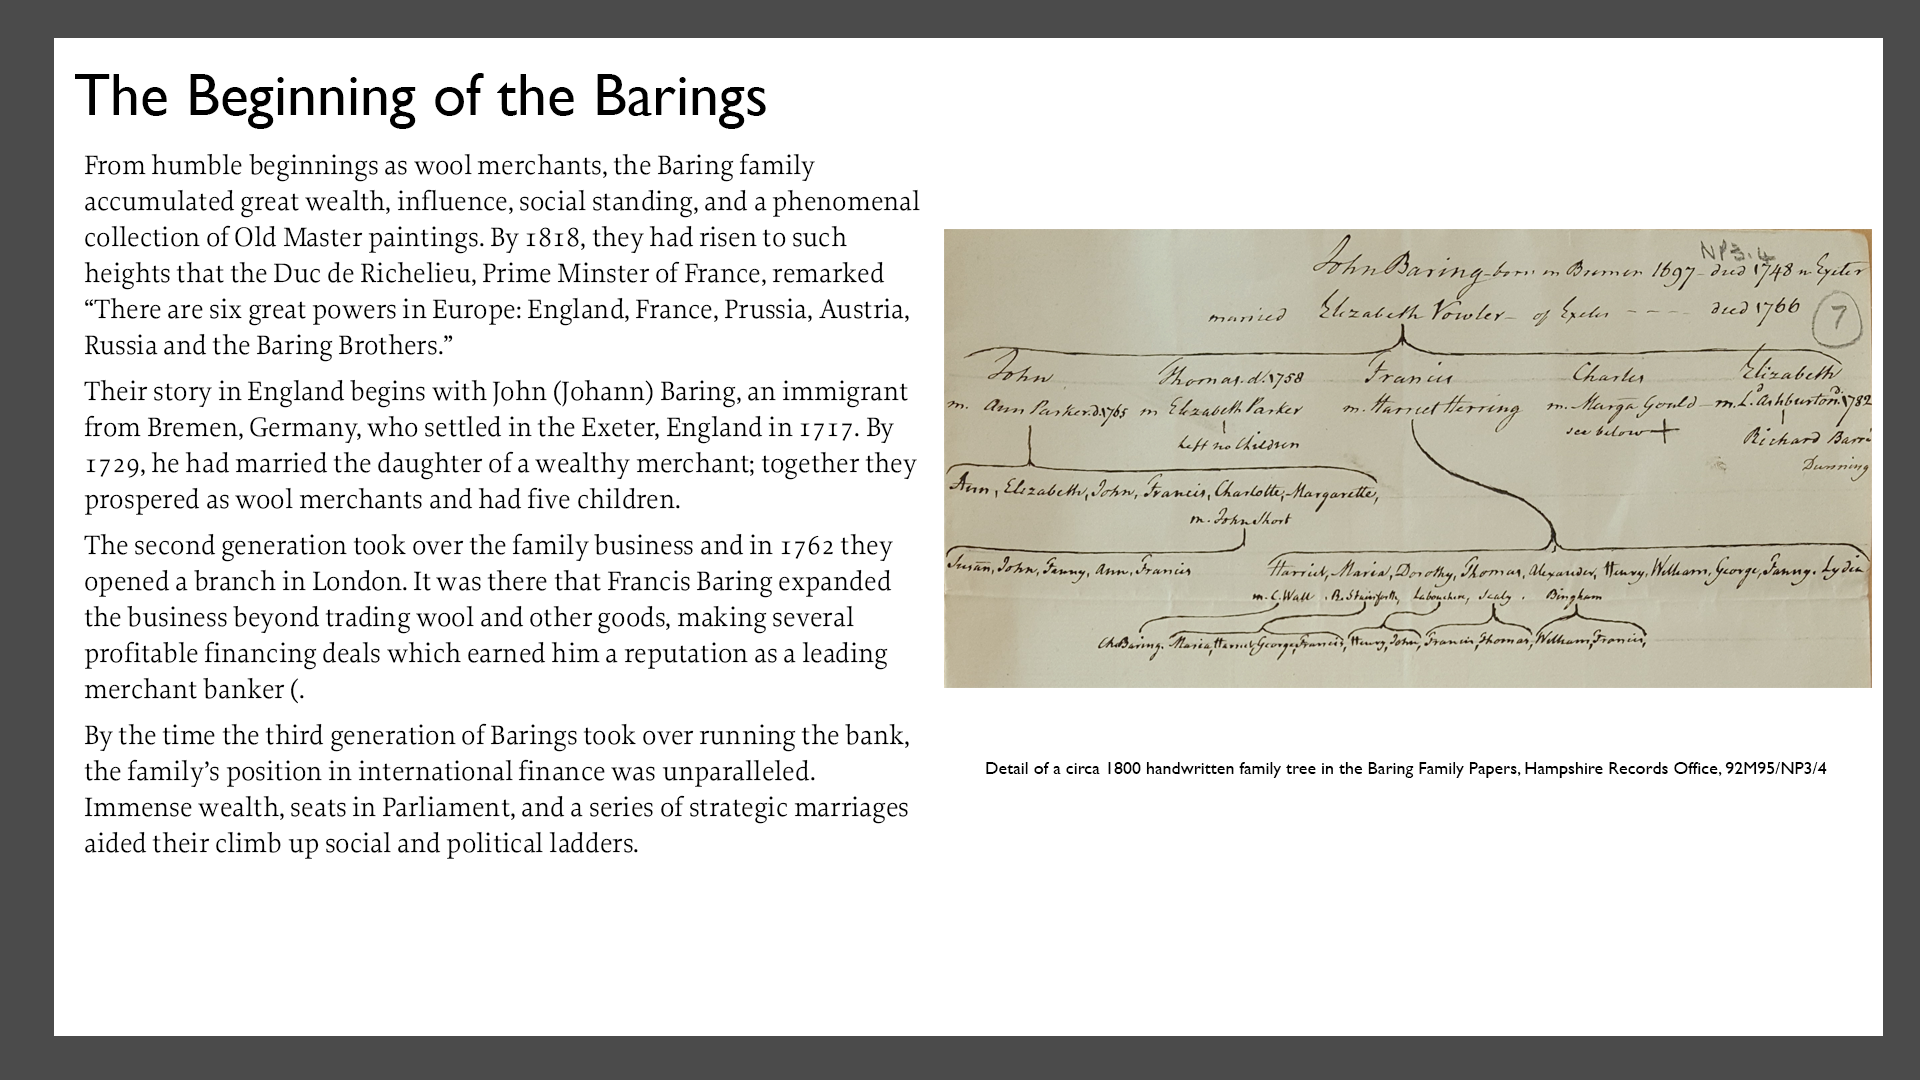 The Beginning of the Barings
From humble beginnings as wool merchants, the Baring family
accumulated great wealth, influence, social standing, and a phenomenal
collection of Old Master paintings. By 1818, they had risen to such
heights that the Duc de Richelieu, Prime Minster of France, remarked
“There are six great powers in Europe: England, France, Prussia, Austria,
Russia and the Baring Brothers.”
Their story in England begins with John (Johann) Baring, an immigrant
from Bremen, Germany, who settled in the Exeter, England in 1717. By
1729, he had married the daughter of a wealthy merchant; together they
prospered as wool merchants and had five children.
The second generation took over the family business and in 1762 they
opened a branch in London. It was there that Francis Baring expanded
the business beyond trading wool and other goods, making several
profitable financing deals which earned him a reputation as a leading
merchant banker (.
By the time the third generation of Barings took over running the bank,
the family’s position in international finance was unparalleled.
Immense wealth, seats in Parliament, and a series of strategic marriages
aided their climb up social and political ladders.
NP3.4
John Baring born in Bremen 1697 - died 1748 in Exeter
married Elizabeth Vowler - of Exeter - - - - died 1766
7
John Thomas. d. 1758 Francis Charles Elizabeth
m. Ann Parker. d. 1765 m Elizabeth Parker m. Harriet Herring m. Marga. Gould - m. Ld. Ashburton. d. 1782
left no Children see below + Richard
Dunning
Ann, Elizabeth, John, Francis, Charlotte, Margarette,
m. John Short
Susan, John, Fanny, Ann, Francis Harriet, Maria, Dorothy, Thomas, Alexander, Henry, William, George, Fanny. Lydia
m. C. Wall. R. Stainforth, Labouchere, Sealy. Bingham
Baring. Maria, Harriet, George, Francis, Henry, John, Francis, Thomas, William, Francis,
Detail of a circa 1800 handwritten family tree in the Baring Family Papers, Hampshire Records Office, 92M95/NP3/4